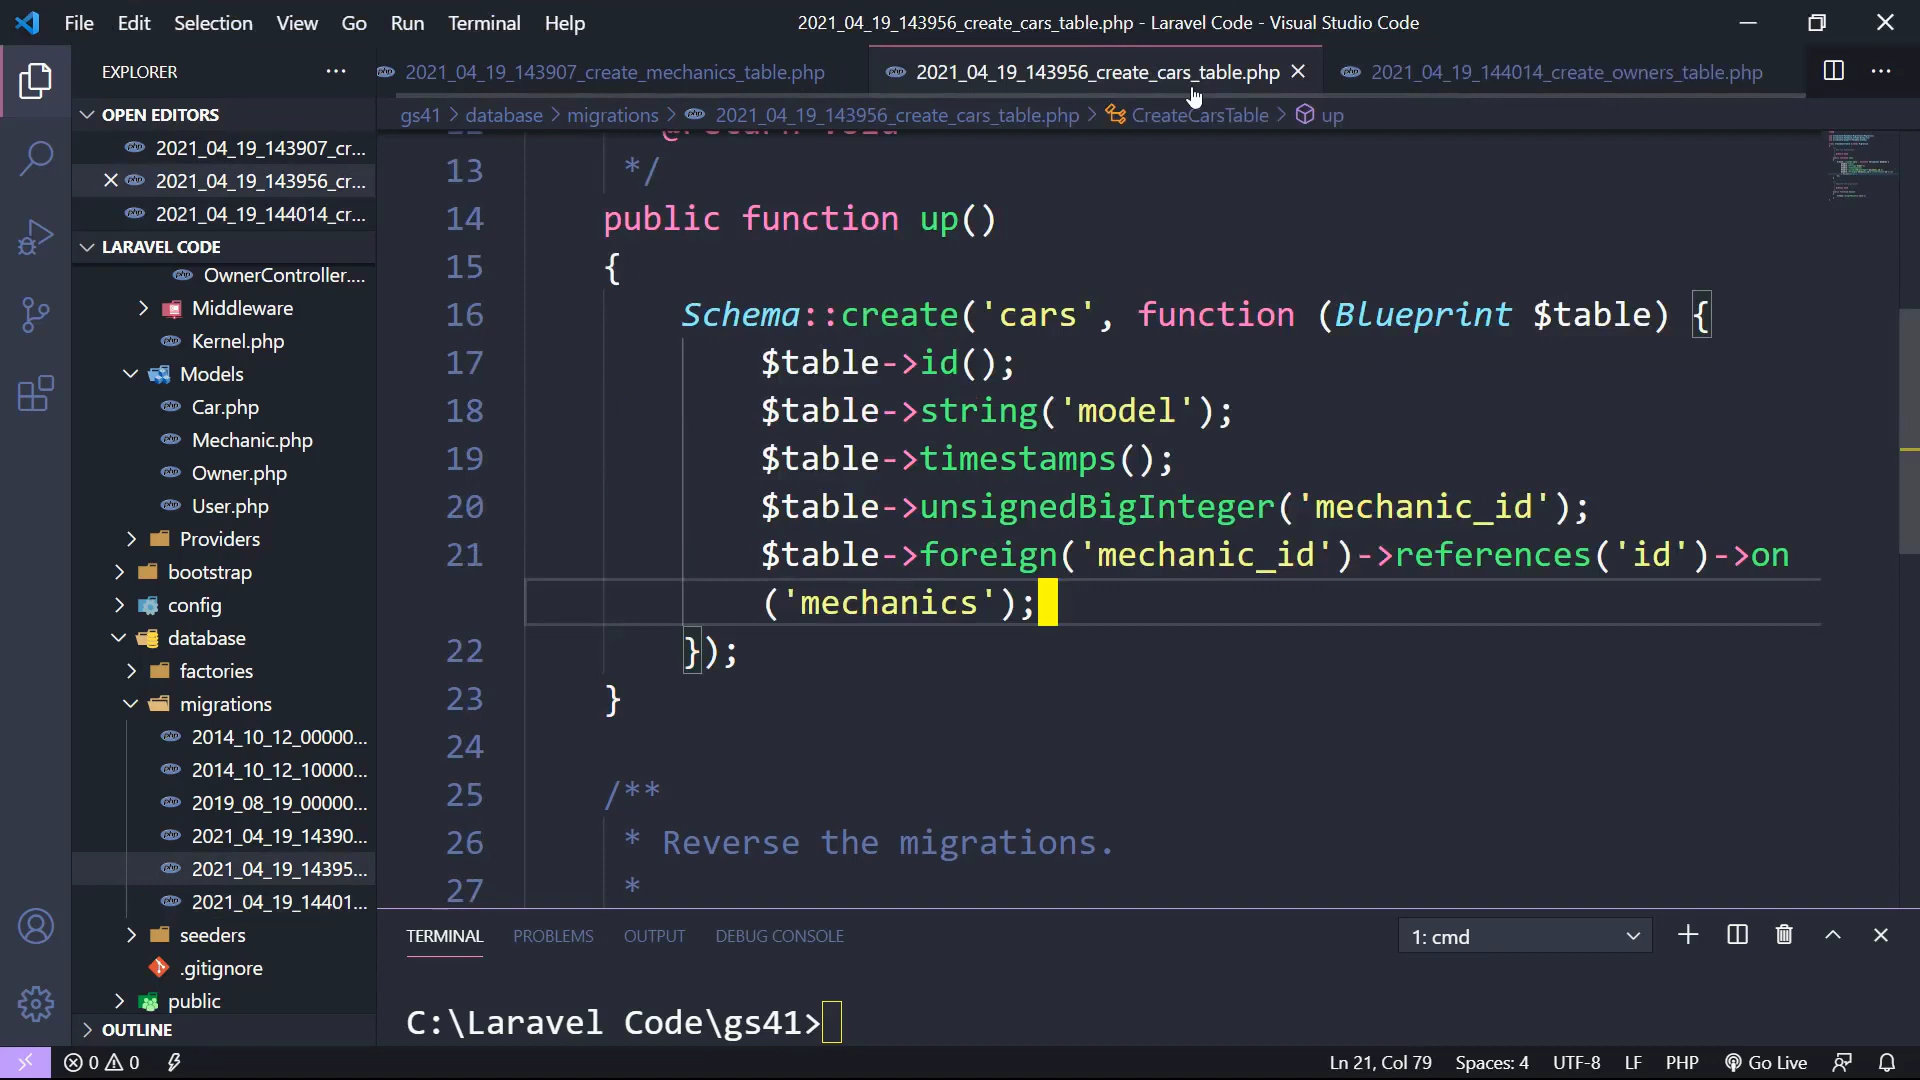 File Edit Selection View Go Run Terminal Help
2021_04_19_143956_create_cars_table.php - Laravel Code - Visual Studio Code
EXPLORER
2021_04_19_143907_create_mechanics_table.php
2021_04_19_143956_create_cars_table.php
2021_04_19_144014_create_owners_table.php
gs41 > database > migrations > 2021_04_19_143956_create_cars_table.php > CreateCarsTable > up
OPEN EDITORS
2021_04_19_143907_cr...
2021_04_19_143956_cr...
2021_04_19_144014_cr...
LARAVEL CODE
OwnerController....
Middleware
Kernel.php
Models
Car.php
Mechanic.php
Owner.php
User.php
Providers
bootstrap
config
database
factories
migrations
2014_10_12_00000...
2014_10_12_10000...
2019_08_19_00000...
2021_04_19_14390...
2021_04_19_14395...
2021_04_19_14401...
seeders
.gitignore
public
OUTLINE
12 @return void
13 */
14 public function up()
15 {
16 Schema::create('cars', function (Blueprint $table) {
17 $table->id();
18 $table->string('model');
19 $table->timestamps();
20 $table->unsignedBigInteger('mechanic_id');
21 $table->foreign('mechanic_id')->references('id')->on
('mechanics');
22 });
23 }
24
25 /**
26 * Reverse the migrations.
27 *
TERMINAL PROBLEMS OUTPUT DEBUG CONSOLE
1: cmd
C:\Laravel Code\gs41>
0 0
Ln 21, Col 79 Spaces: 4 UTF-8 LF PHP Go Live